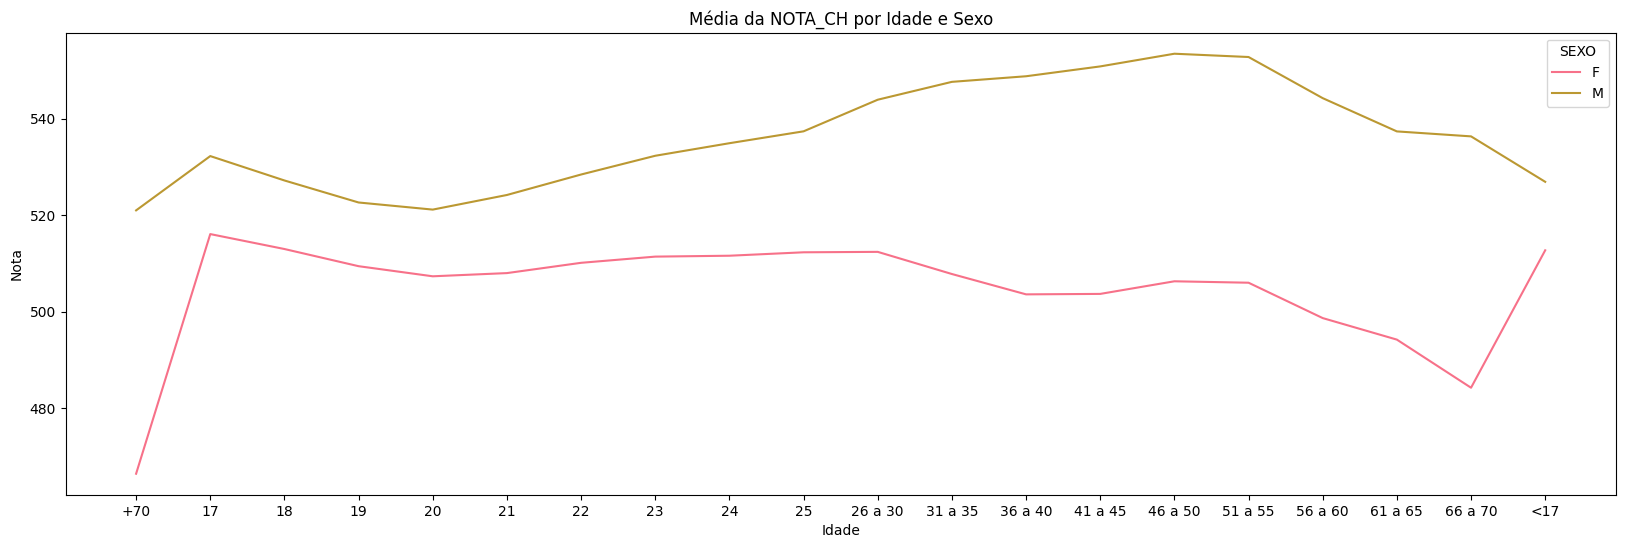 Média da NOTA_CH por Idade e Sexo
SEXO
F
M
540
520
500
480
Nota
+70 17 18 19 20 21 22 23 24 25 26 a 30 31 a 35 36 a 40 41 a 45 46 a 50 51 a 55 56 a 60 61 a 65 66 a 70 <17
Idade